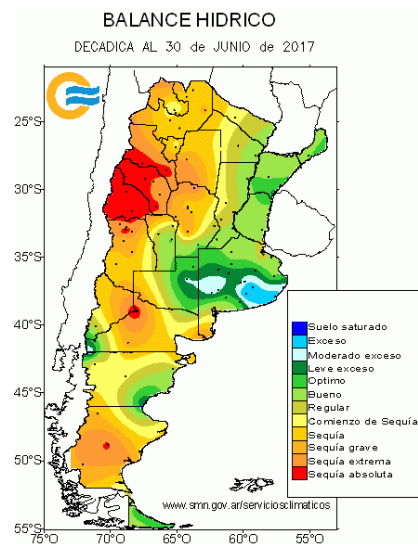 BALANCE HIDRICO
DECADICA AL 30 de JUNIO de 2017
25°S
30°S
35°S
40°S
45°S
50°S
55°S
75°W
70°W
65°W
60°W
55°W
Suelo saturado
Exceso
Moderado exceso
Leve exceso
Optimo
Bueno
Regular
Comienzo de Sequía
Sequía
Sequía grave
Sequía extrema
Sequía absoluta
www.smn.gov.ar/serviciosclimaticos